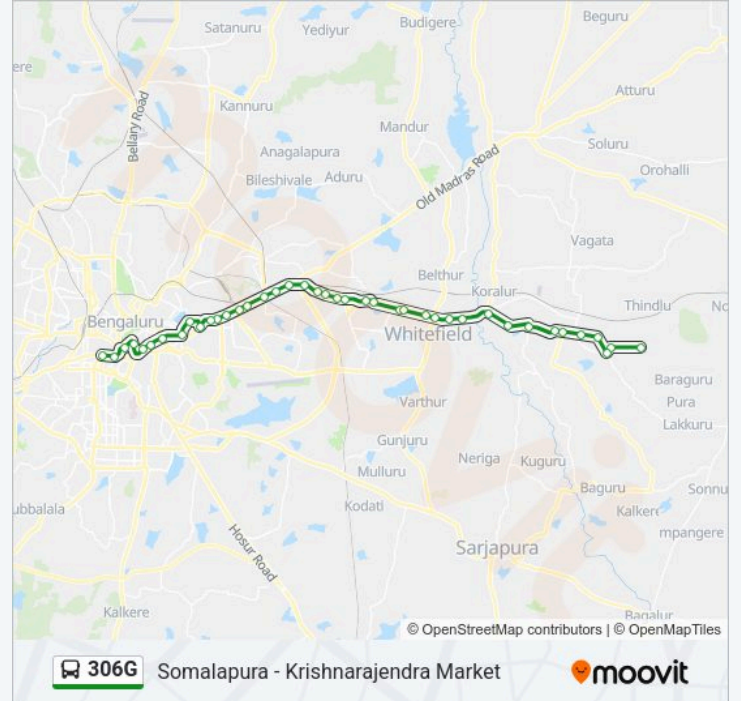 Satanuru
Yediyur
Budigere
Beguru
ere
Atturu
Kannuru
Bellary Road
Mandur
Soluru
Anagalapura
Bileshivale
Aduru
Old Madras Road
Orohalli
Vagata
Belthur
Koralur
Thindlu
No
Bengaluru
Whitefield
Baraguru
Pura
Varthur
Lakkuru
Gunjuru
Neriga
Kuguru
Mulluru
Baguru
Sonnu
ubbalala
Kodati
Kalkere
mpangere
Hosur Road
Sarjapura
Kalkere
Bagalur
© OpenStreetMap contributors | © OpenMapTiles
306G Somalapura - Krishnarajendra Market
moovit